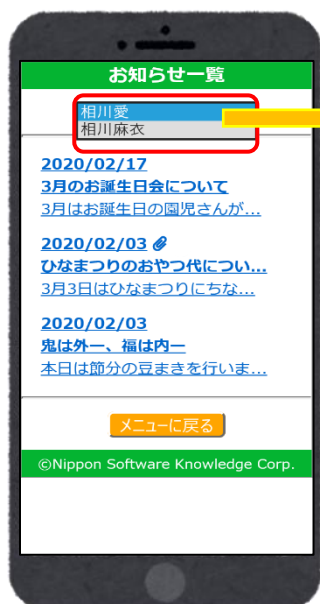 お知らせ一覧
相川愛
相川麻衣
2020/02/17
3月のお誕生日会について
3月はお誕生日の園児さんが...
2020/02/03
ひなまつりのおやつ代につい...
3月3日はひなまつりにちな...
2020/02/03
鬼は外ー、福は内ー
本日は節分の豆まきを行いま...
メニューに戻る
©Nippon Software Knowledge Corp.